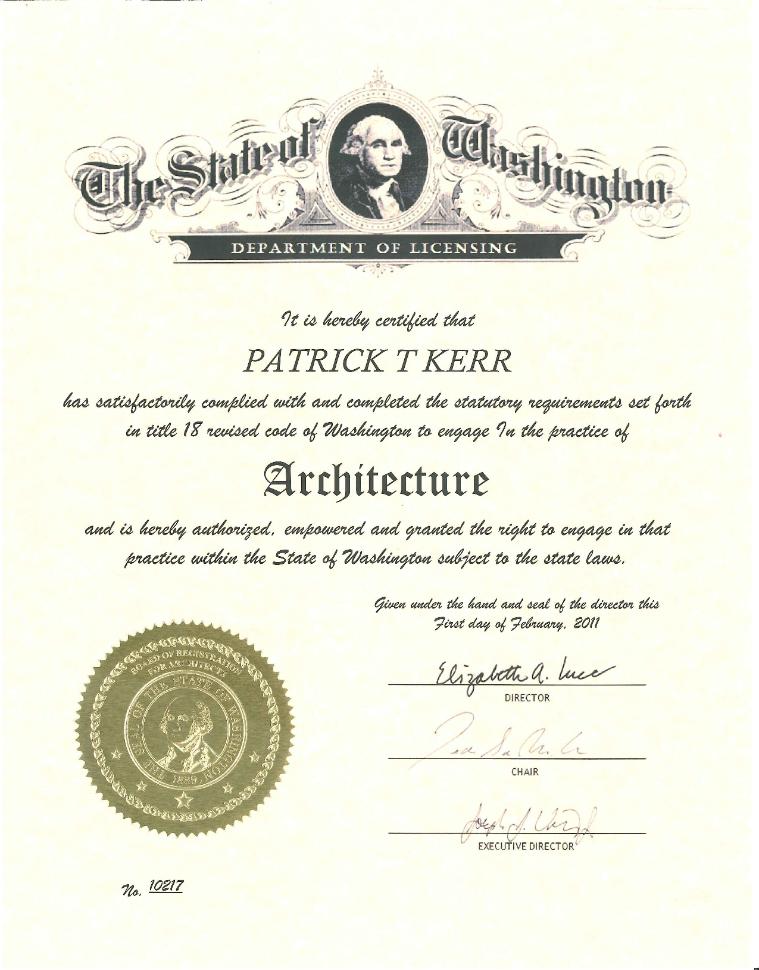 The State of Washington
DEPARTMENT OF LICENSING
It is hereby certified that
PATRICK T KERR
has satisfactorily complied with and completed the statutory requirements set forth
in title 18 revised code of Washington to engage In the practice of
Architecture
and is hereby authorized, empowered and granted the right to engage in that
practice within the State of Washington subject to the state laws.
Given under the hand and seal of the director this
First day of February, 2011
BOARD OF REGISTRATION
FOR ARCHITECTS
THE SEAL OF THE STATE OF WASHINGTON
1889
Elizabeth A. Luce
DIRECTOR
CHAIR
EXECUTIVE DIRECTOR
No. 10217